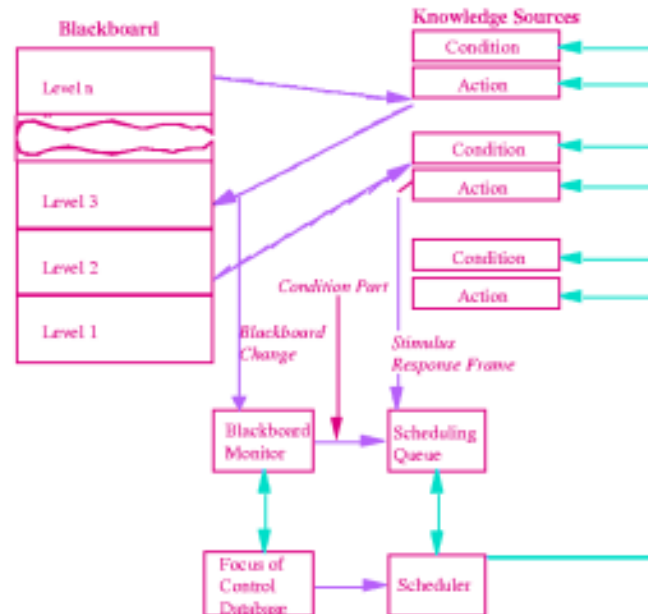 Blackboard
Knowledge Sources
Condition
Action
Level n
Condition
Action
Level 3
Level 2
Condition
Action
Condition Part
Level 1
Blackboard
Change
Stimulus
Response Frame
Blackboard
Monitor
Scheduling
Queue
Focus of
Control
Database
Scheduler